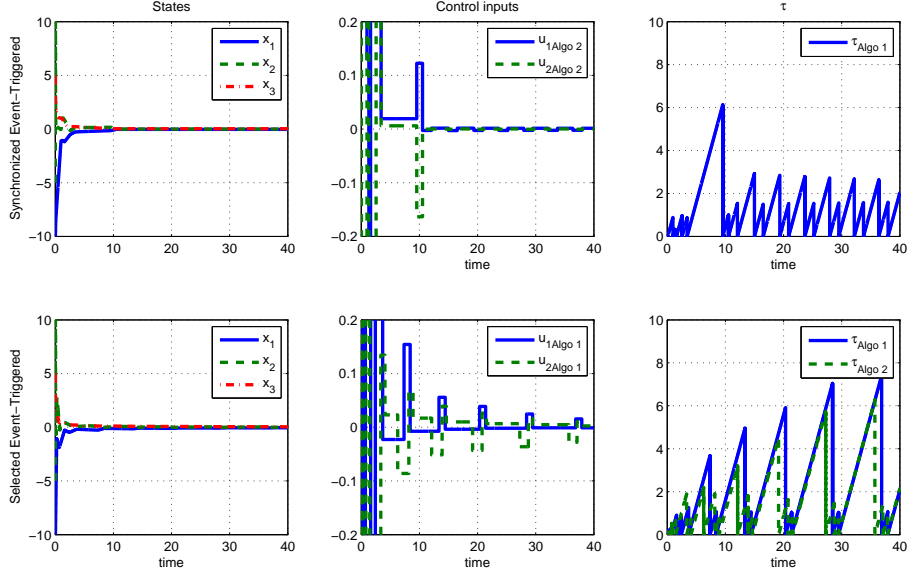 States
Control inputs
τ
Synchronized Event−Triggered
10
5
0
−5
−10
0
10
20
30
40
time
x1
x2
x3
0.2
0.1
0
−0.1
−0.2
0
10
20
30
40
time
u1Algo 2
u2Algo 2
10
8
6
4
2
0
0
10
20
30
40
time
τAlgo 1
Selected Event−Triggered
10
5
0
−5
−10
0
10
20
30
40
time
x1
x2
x3
0.2
0.1
0
−0.1
−0.2
0
10
20
30
40
time
u1Algo 1
u2Algo 1
10
8
6
4
2
0
0
10
20
30
40
time
τAlgo 1
τAlgo 2